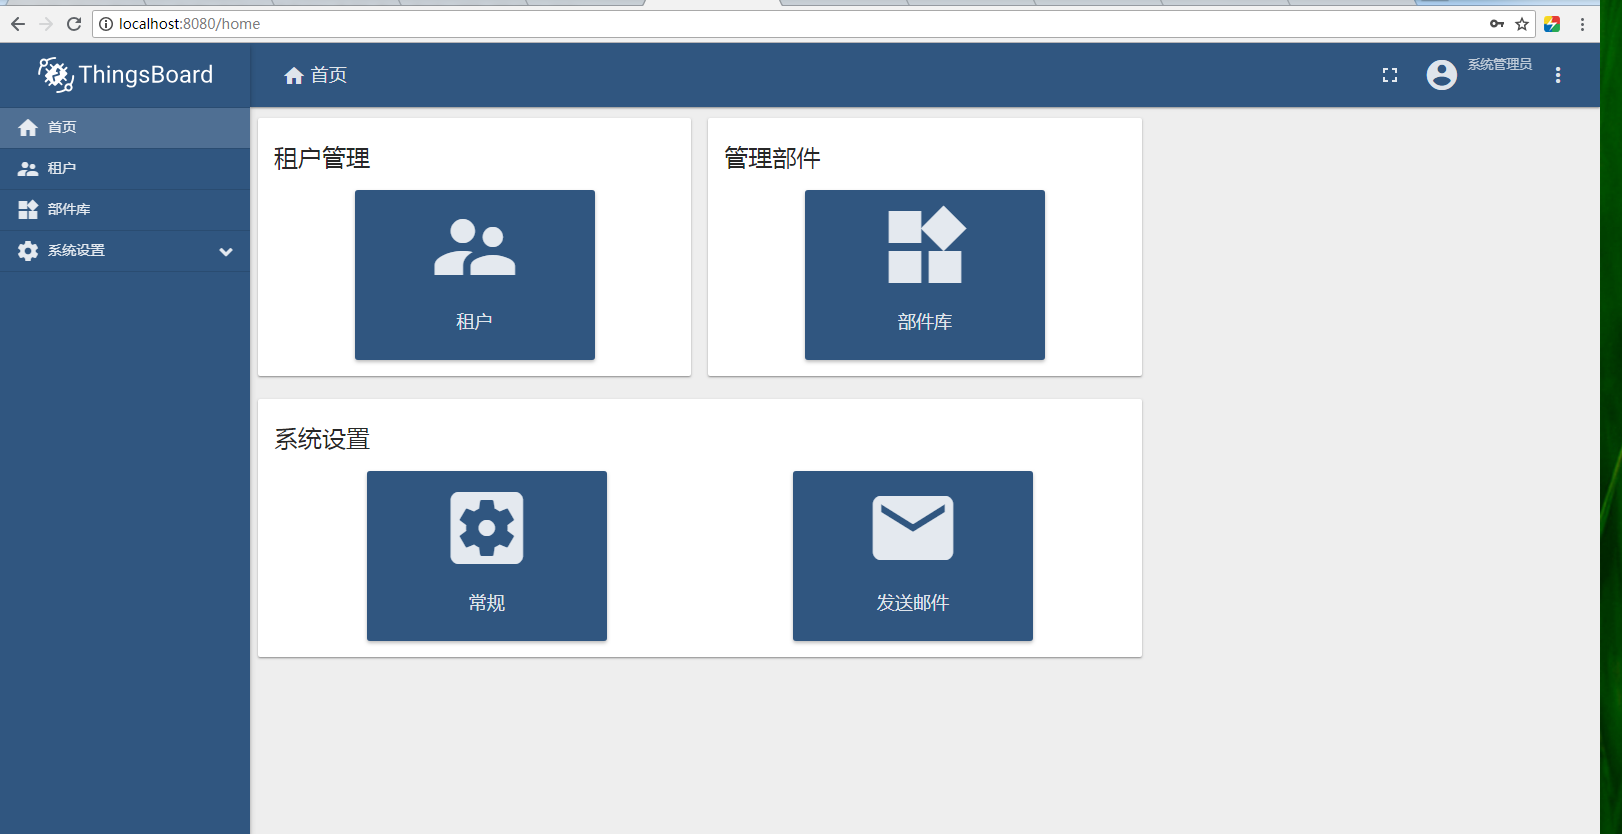 localhost:8080/home
ThingsBoard
首页
系统管理员
首页
租户
部件库
系统设置
租户管理
管理部件
租户
部件库
系统设置
常规
发送邮件